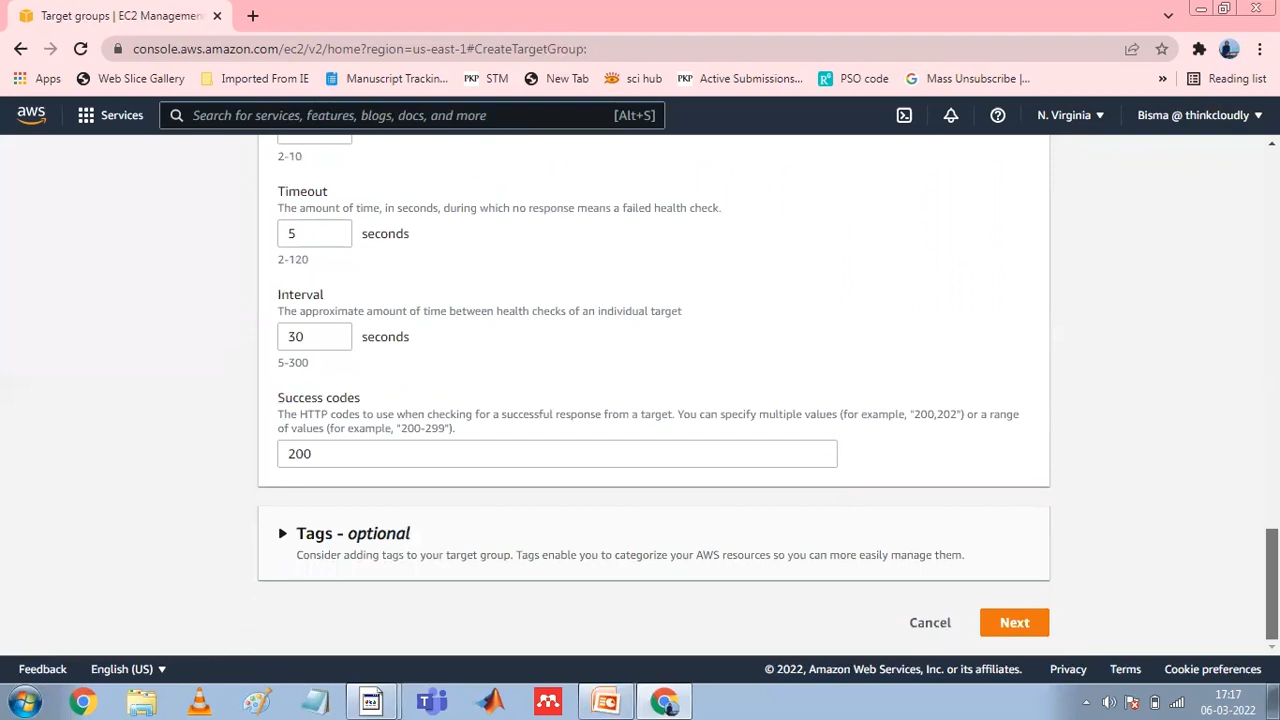 Target groups | EC2 Managemen
console.aws.amazon.com/ec2/v2/home?region=us-east-1#CreateTargetGroup:
Apps Web Slice Gallery Imported From IE Manuscript Trackin... PKP STM New Tab sci hub PKP Active Submissions... PSO code Mass Unsubscribe |... » Reading list
aws Services Search for services, features, blogs, docs, and more [Alt+S] N. Virginia Bisma @ thinkcloudly
2-10
Timeout
The amount of time, in seconds, during which no response means a failed health check.
5 seconds
2-120
Interval
The approximate amount of time between health checks of an individual target
30 seconds
5-300
Success codes
The HTTP codes to use when checking for a successful response from a target. You can specify multiple values (for example, "200,202") or a range
of values (for example, "200-299").
200
Tags - optional
Consider adding tags to your target group. Tags enable you to categorize your AWS resources so you can more easily manage them.
Cancel Next
Feedback English (US) © 2022, Amazon Web Services, Inc. or its affiliates. Privacy Terms Cookie preferences
17:17
06-03-2022